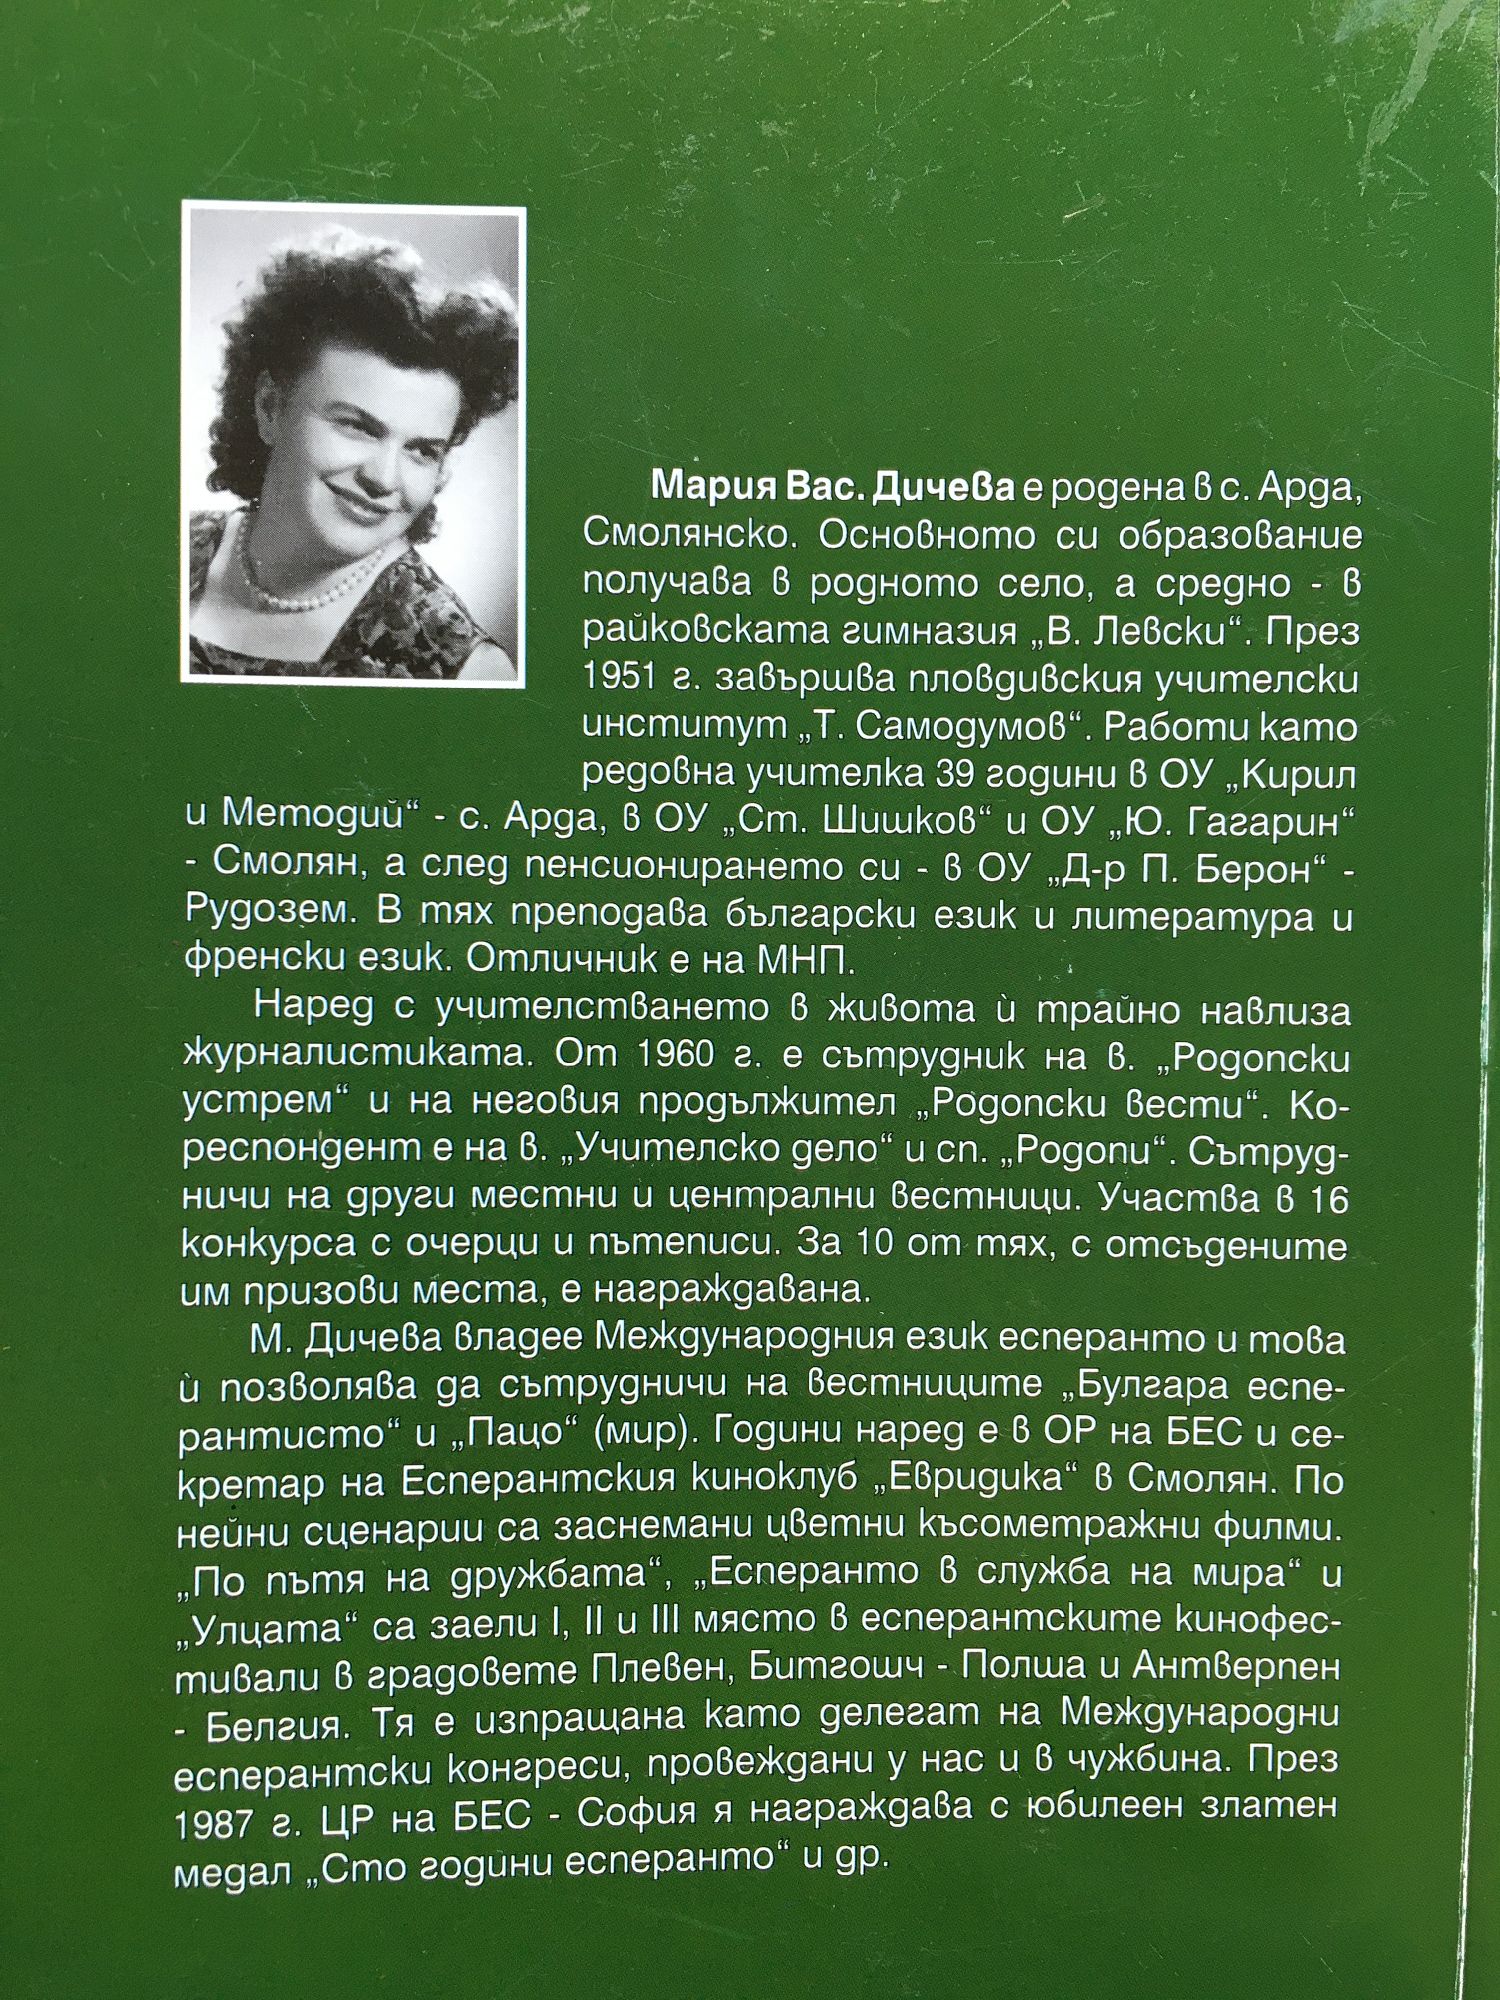 Мария Вас. Дичева е родена в с. Арда,
Смолянско. Основното си образование
получава в родното село, а средно - в
райковската гимназия „В. Левски“. През
1951 г. завършва пловдивския учителски
институт „Т. Самодумов“. Работи като
редовна учителка 39 години в ОУ „Кирил
и Методий“ - с. Арда, в ОУ „Ст. Шишков“ и ОУ „Ю. Гагарин“
- Смолян, а след пенсионирането си - в ОУ „Д-р П. Берон“ -
Рудозем. В тях преподава български език и литература и
френски език. Отличник е на МНП.
Наред с учителстването в живота ѝ трайно навлиза
журналистиката. От 1960 г. е сътрудник на в. „Родопски
устрем“ и на неговия продължител „Родопски вести“. Ко-
респондент е на в. „Учителско дело“ и сп. „Родопи“. Сътруд-
ничи на други местни и централни вестници. Участва в 16
конкурса с очерци и пътеписи. За 10 от тях, с отсъдените
им призови места, е награждавана.
М. Дичева владее Международния език есперанто и това
ѝ позволява да сътрудничи на вестниците „Булгара еспе-
рантисто“ и „Пацо“ (мир). Години наред е в ОР на БЕС и се-
кретар на Есперантския киноклуб „Евридика“ в Смолян. По
нейни сценарии са заснемани цветни късометражни филми.
„По пътя на дружбата“, „Есперанто в служба на мира“ и
„Улцата“ са заели I, II и III място в есперантските кинофес-
тивали в градовете Плевен, Битгошч - Полша и Антверпен
- Белгия. Тя е изпращана като делегат на Международни
есперантски конгреси, провеждани у нас и в чужбина. През
1987 г. ЦР на БЕС - София я награждава с юбилеен златен
медал „Сто години есперанто“ и др.